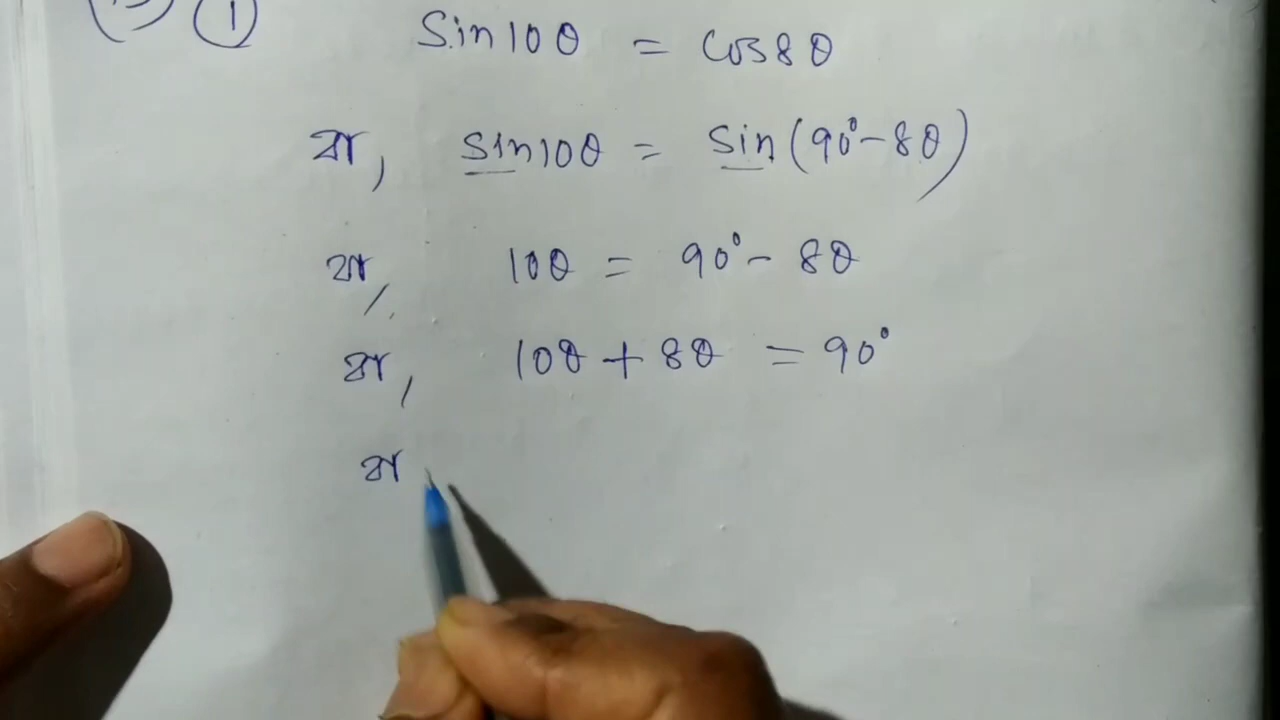 ① Sin10θ = cos8θ
বা, sin10θ = sin(90°-8θ)
বা, 10θ = 90°- 8θ
বা, 10θ + 8θ = 90°
বা